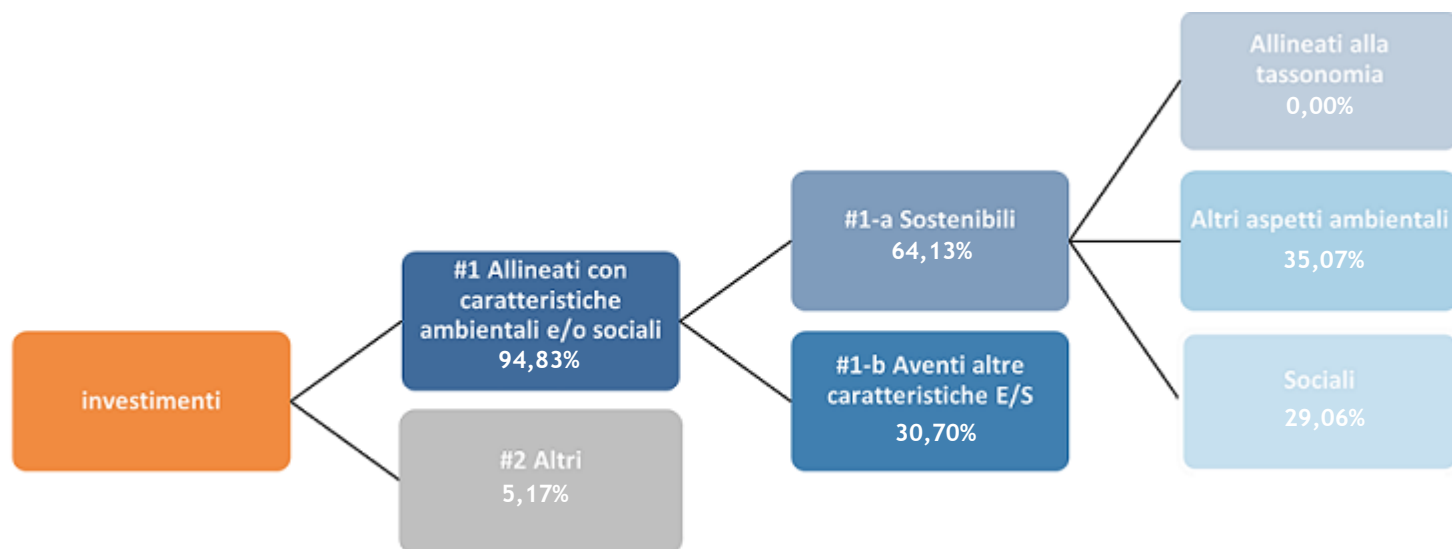 investimenti
#1 Allineati con
caratteristiche
ambientali e/o sociali
94,83%
#2 Altri
5,17%
#1-a Sostenibili
64,13%
#1-b Aventi altre
caratteristiche E/S
30,70%
Allineati alla
tassonomia
0,00%
Altri aspetti ambientali
35,07%
Sociali
29,06%